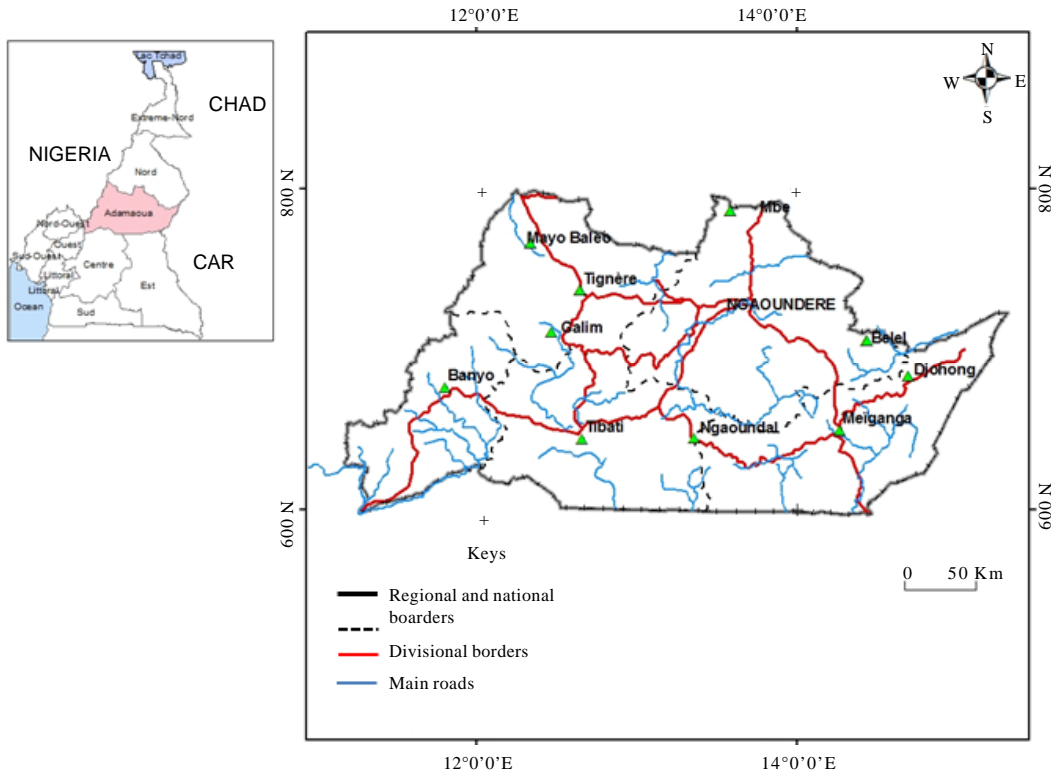 12°0'0'E
14°0'0'E
Lac Tchad
CHAD
Extreme-Nord
NIGERIA
Nord
Adamaoua
Nord-Ouest
Ouest
Sud-Ouest
Centre
CAR
Littoral
Est
Littoral
Ocean
Sud
N
W
E
S
800 N
800 N
Mbe
Mayo Baleo
Tignère
NGAOUNDERE
Galim
Belel
Banyo
Djohong
Meiganga
Tibati
Ngaoundal
600 N
600 N
Keys
0 50 Km
Regional and national
boarders
Divisional borders
Main roads
12°0'0'E
14°0'0'E